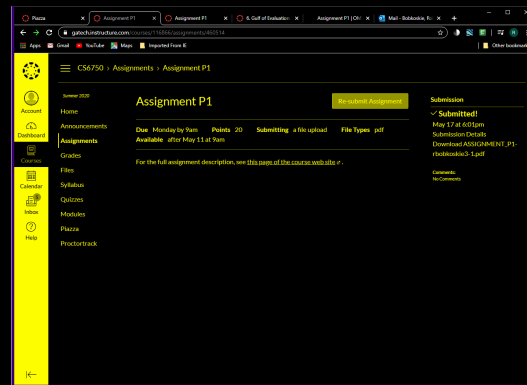 Piazza
Assignment P1
Assignment P1
6. Gulf of Evaluation
Assignment P1 | OM
Mail - Bobkoskie, Ro
gatech.instructure.com/courses/116866/assignments/460514
Apps
Gmail
YouTube
Maps
Imported From IE
Other bookmark
CS6750 › Assignments › Assignment P1
Account
Dashboard
Courses
Calendar
Inbox
Help
Summer 2020
Home
Announcements
Assignments
Grades
Files
Syllabus
Quizzes
Modules
Piazza
Proctortrack
Assignment P1
Re-submit Assignment
Due Monday by 9am Points 20 Submitting a file upload File Types pdf
Available after May 11 at 9am
For the full assignment description, see this page of the course web site .
Submission
Submitted!
May 17 at 6:01pm
Submission Details
Download ASSIGNMENT_P1-
rbobkoskie3-1.pdf
Comments:
No Comments